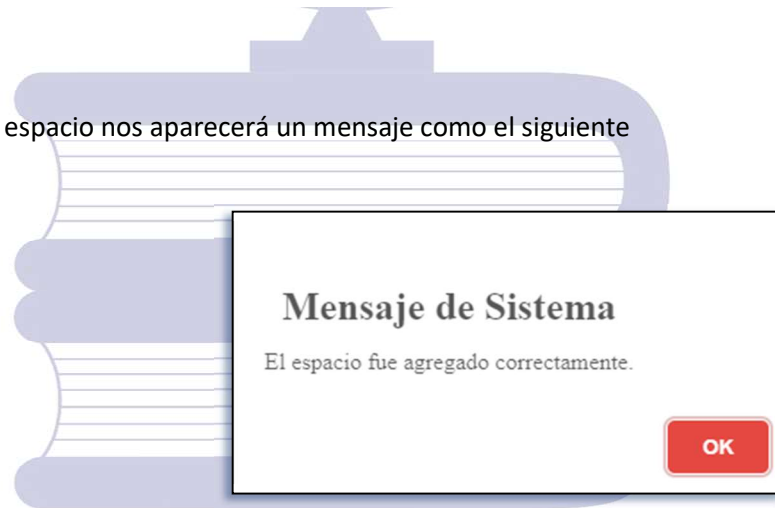 espacio nos aparecerá un mensaje como el siguiente
Mensaje de Sistema
El espacio fue agregado correctamente.
OK